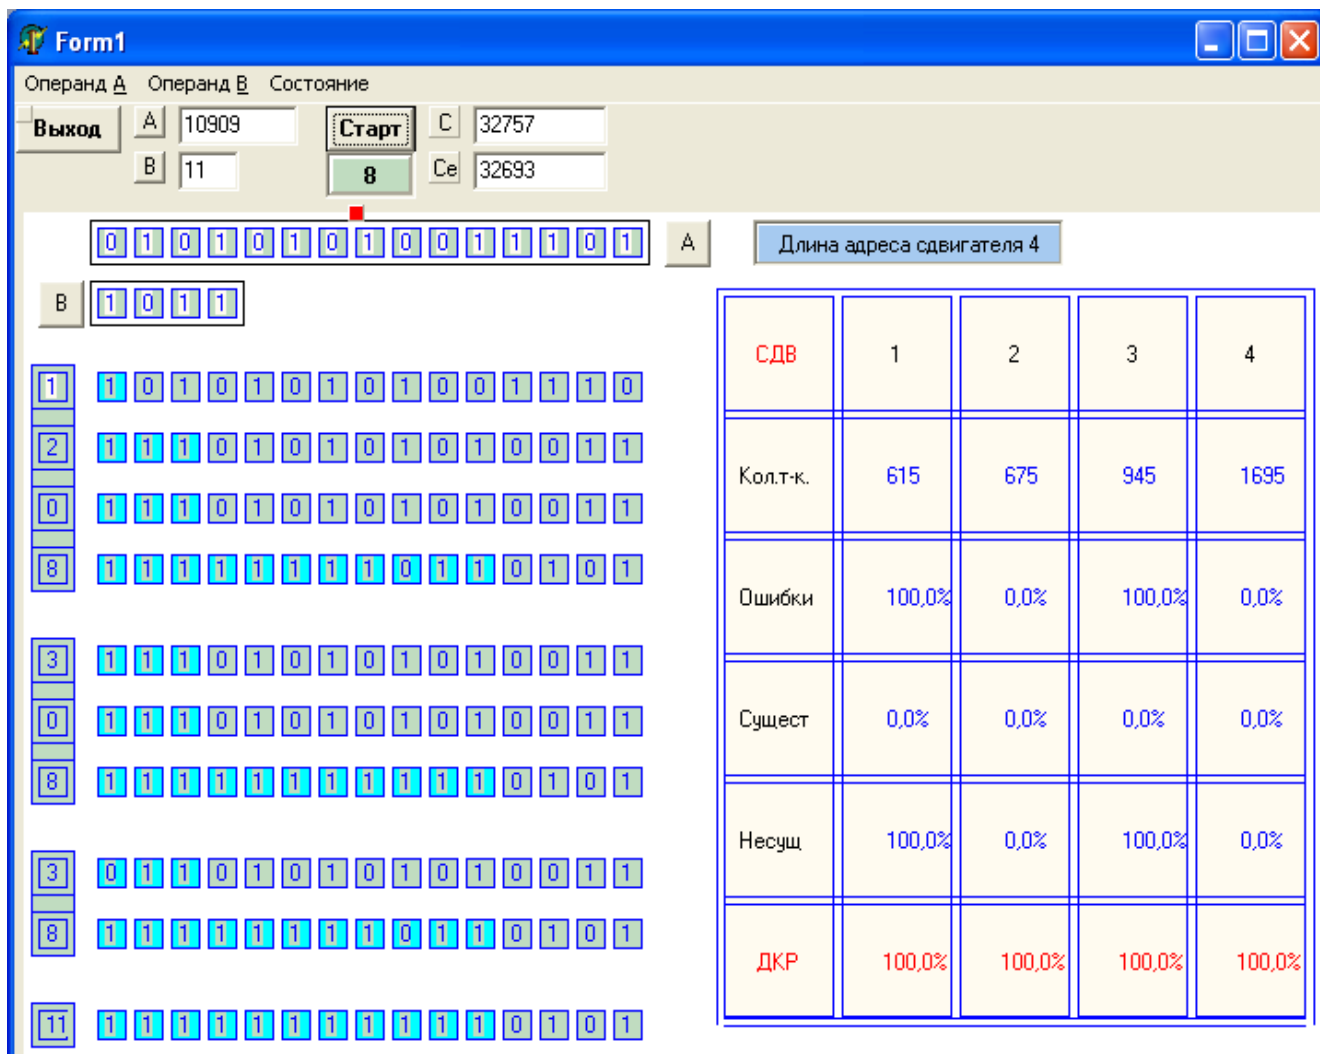 Form1
Операнд А Операнд В Состояние
Выход A 10909 Старт C 32757
B 11 8 Ce 32693
0 1 0 1 0 1 0 1 0 0 1 1 1 0 1 A Длина адреса сдвигателя 4
B 1 0 1 1
СДВ 1 2 3 4
1 1 0 1 0 1 0 1 0 1 0 0 1 1 1 0
2 1 1 1 0 1 0 1 0 1 0 1 0 0 1 1
Кол.т-к. 615 675 945 1695
0 1 1 1 0 1 0 1 0 1 0 1 0 0 1 1
8 1 1 1 1 1 1 1 1 0 1 1 0 1 0 1
Ошибки 100,0% 0,0% 100,0% 0,0%
3 1 1 1 0 1 0 1 0 1 0 1 0 0 1 1
0 1 1 1 0 1 0 1 0 1 0 1 0 0 1 1
Сущест 0,0% 0,0% 0,0% 0,0%
8 1 1 1 1 1 1 1 1 1 1 1 0 1 0 1
Несущ 100,0% 0,0% 100,0% 0,0%
3 0 1 1 0 1 0 1 0 1 0 1 0 0 1 1
8 1 1 1 1 1 1 1 1 0 1 1 0 1 0 1
ДКР 100,0% 100,0% 100,0% 100,0%
11 1 1 1 1 1 1 1 1 1 1 1 0 1 0 1